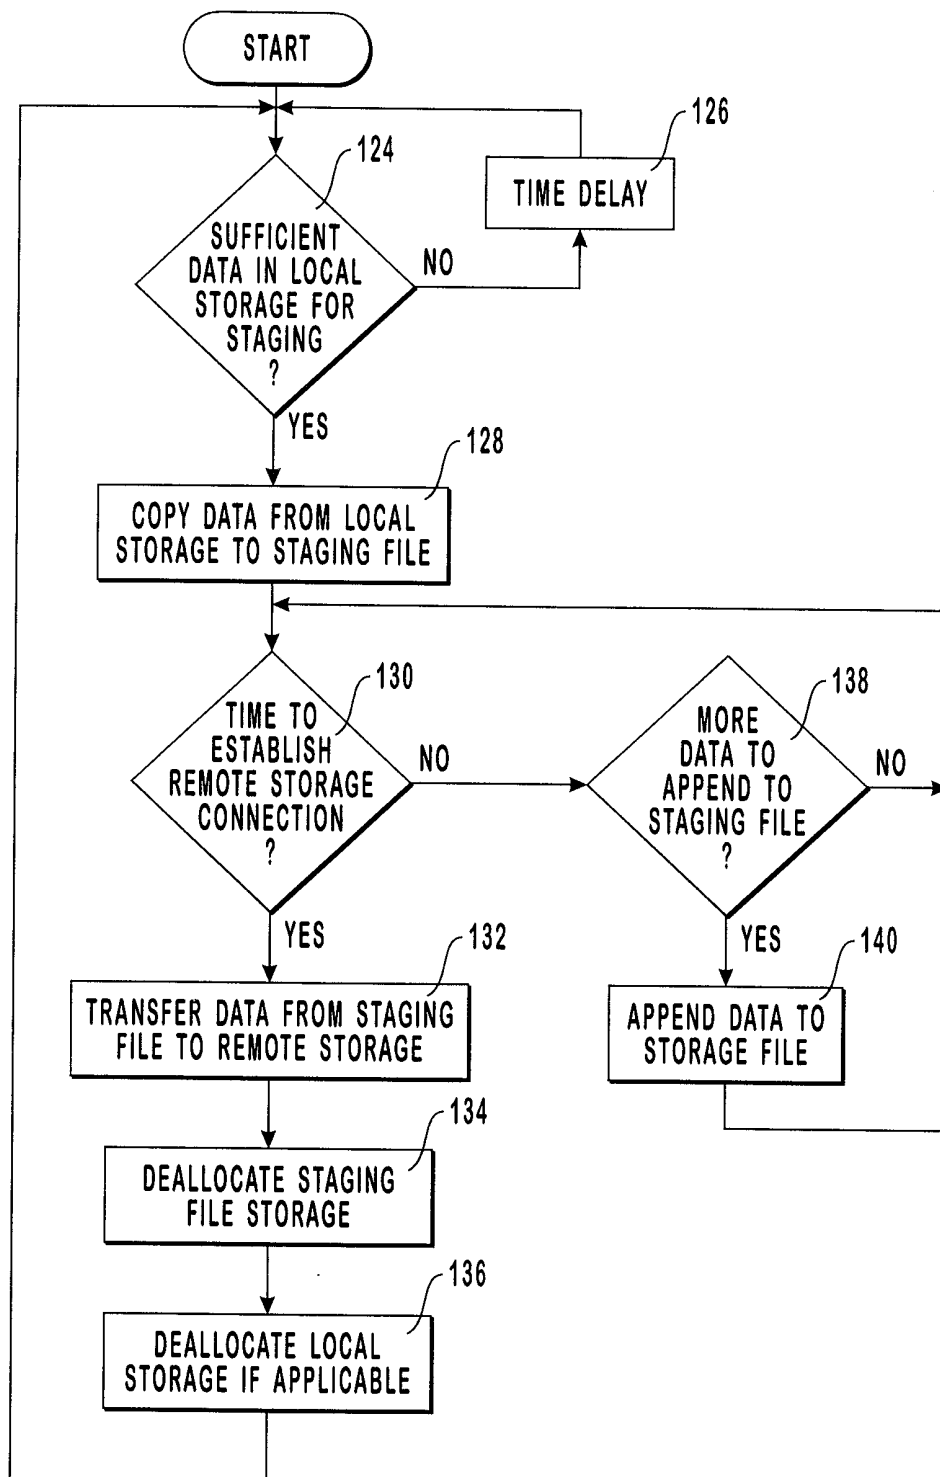 START
126
TIME DELAY
124
SUFFICIENT
DATA IN LOCAL
STORAGE FOR
STAGING
?
NO
YES
128
COPY DATA FROM LOCAL
STORAGE TO STAGING FILE
130
TIME TO
ESTABLISH
REMOTE STORAGE
CONNECTION
?
NO
YES
138
MORE
DATA TO
APPEND TO
STAGING FILE
?
NO
YES
132
TRANSFER DATA FROM STAGING
FILE TO REMOTE STORAGE
140
APPEND DATA TO
STORAGE FILE
134
DEALLOCATE STAGING
FILE STORAGE
136
DEALLOCATE LOCAL
STORAGE IF APPLICABLE